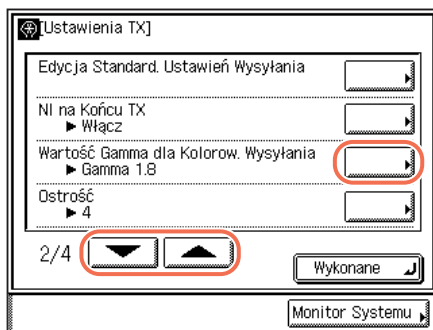 [Ustawienia TX]
Edycja Standard. Ustawień Wysyłania
NI na Końcu TX
► Włącz
Wartość Gamma dla Kolorow. Wysyłania
► Gamma 1.8
Ostrość
► 4
2/4
Wykonane
Monitor Systemu